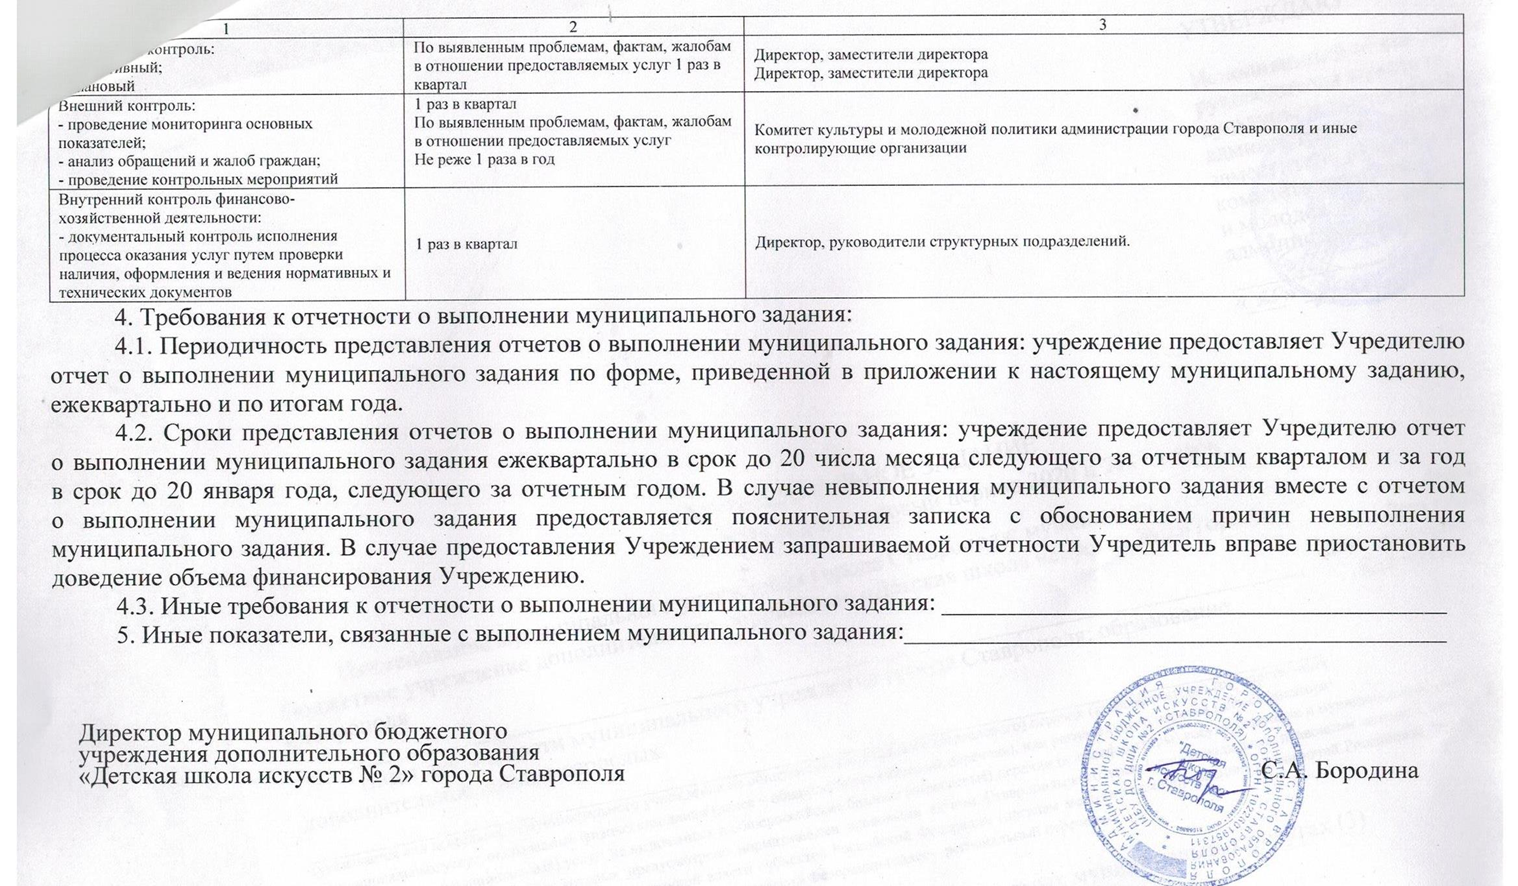 1 2 3
контроль:
ивный;
ановый
По выявленным проблемам, фактам, жалобам
в отношении предоставляемых услуг 1 раз в
квартал
Директор, заместители директора
Директор, заместители директора
Внешний контроль:
- проведение мониторинга основных
показателей;
- анализ обращений и жалоб граждан;
- проведение контрольных мероприятий
1 раз в квартал
По выявленным проблемам, фактам, жалобам
в отношении предоставляемых услуг
Не реже 1 раза в год
Комитет культуры и молодежной политики администрации города Ставрополя и иные
контролирующие организации
Внутренний контроль финансово-
хозяйственной деятельности:
- документальный контроль исполнения
процесса оказания услуг путем проверки
наличия, оформления и ведения нормативных и
технических документов
1 раз в квартал
Директор, руководители структурных подразделений.
4. Требования к отчетности о выполнении муниципального задания:
4.1. Периодичность представления отчетов о выполнении муниципального задания: учреждение предоставляет Учредителю
отчет о выполнении муниципального задания по форме, приведенной в приложении к настоящему муниципальному заданию,
ежеквартально и по итогам года.
4.2. Сроки представления отчетов о выполнении муниципального задания: учреждение предоставляет Учредителю отчет
о выполнении муниципального задания ежеквартально в срок до 20 числа месяца следующего за отчетным кварталом и за год
в срок до 20 января года, следующего за отчетным годом. В случае невыполнения муниципального задания вместе с отчетом
о выполнении муниципального задания предоставляется пояснительная записка с обоснованием причин невыполнения
муниципального задания. В случае предоставления Учреждением запрашиваемой отчетности Учредитель вправе приостановить
доведение объема финансирования Учреждению.
4.3. Иные требования к отчетности о выполнении муниципального задания:
5. Иные показатели, связанные с выполнением муниципального задания:
Директор муниципального бюджетного
учреждения дополнительного образования
«Детская школа искусств № 2» города Ставрополя
С.А. Бородина
"Детская
школа
искусств №2"
г. Ставрополя